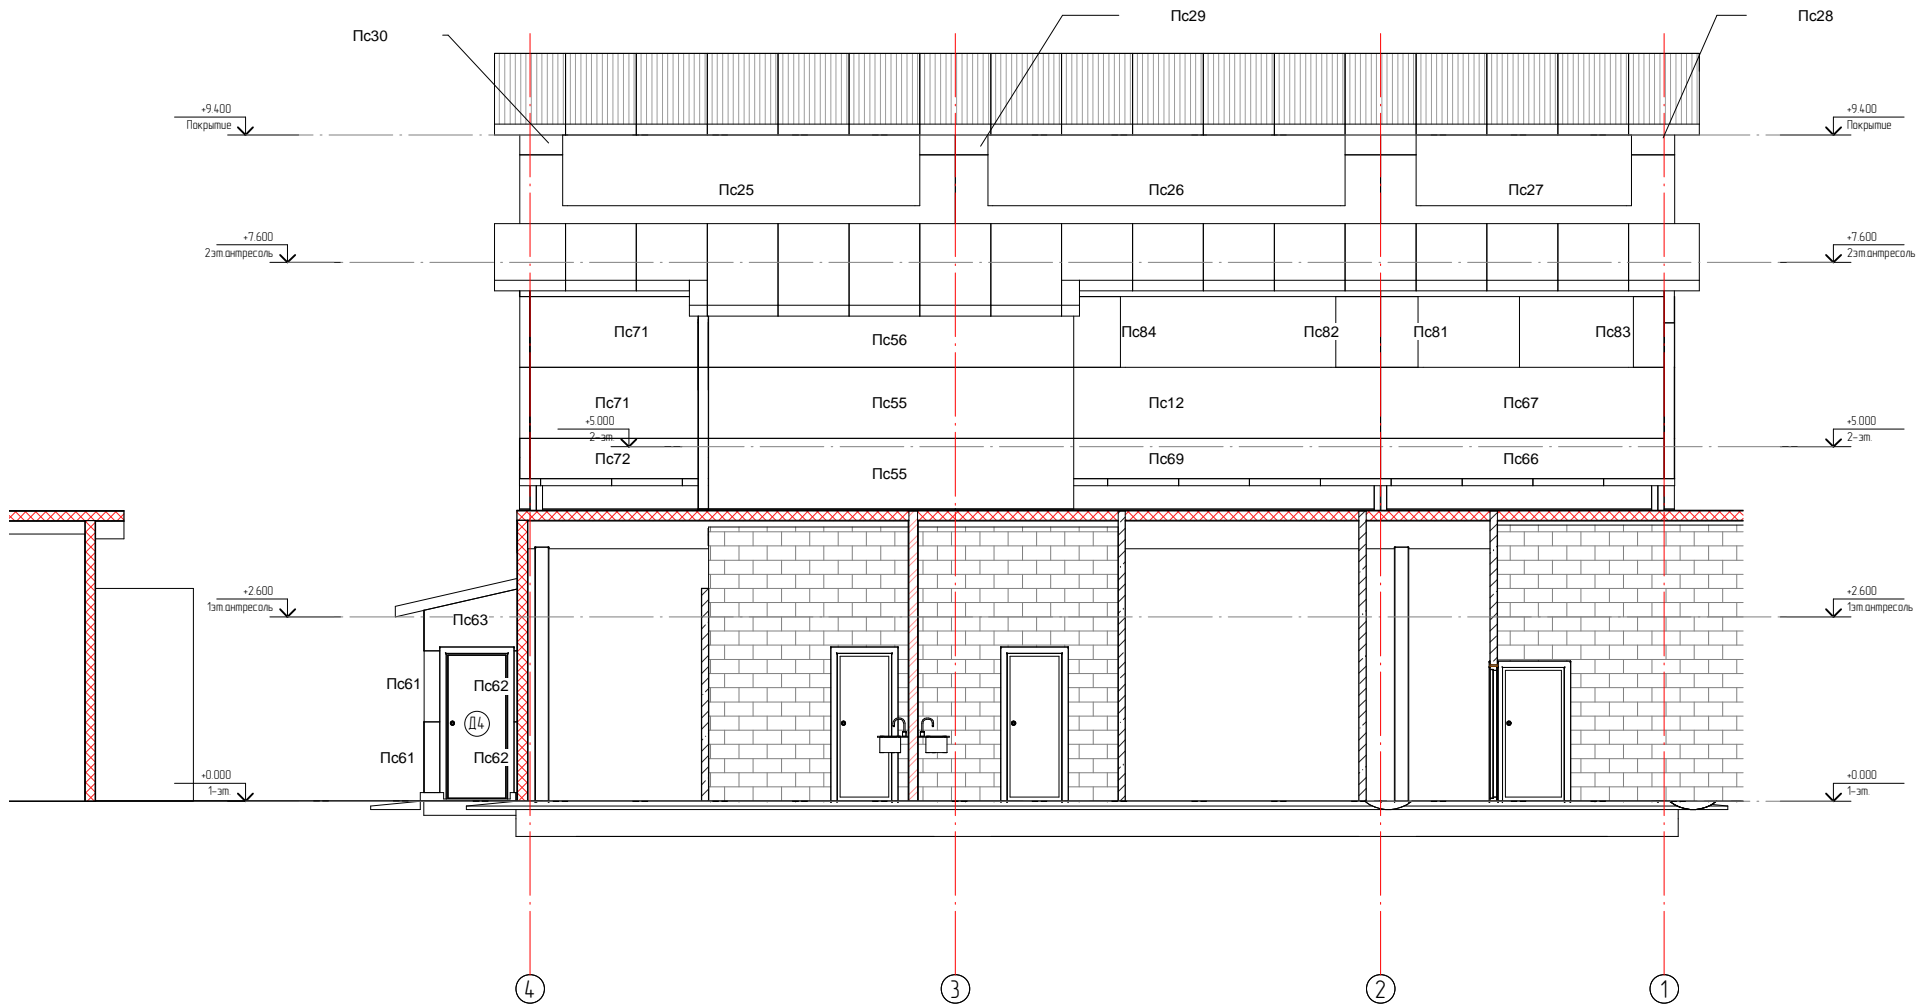 Пс30
Пс29
Пс28
+9.400
Покрытие
+9.400
Покрытие
Пс25
Пс26
Пс27
+7.600
2эт.антресоль
+7.600
2эт.антресоль
Пс71
Пс56
Пс84
Пс82
Пс81
Пс83
Пс71
Пс55
Пс12
Пс67
+5.000
2-эт.
+5.000
2-эт.
Пс72
Пс55
Пс69
Пс66
+2.600
1эт.антресоль
+2.600
1эт.антресоль
Пс63
Пс61
Пс62
Д4
Пс61
Пс62
+0.000
1-эт.
+0.000
1-эт.
4
3
2
1